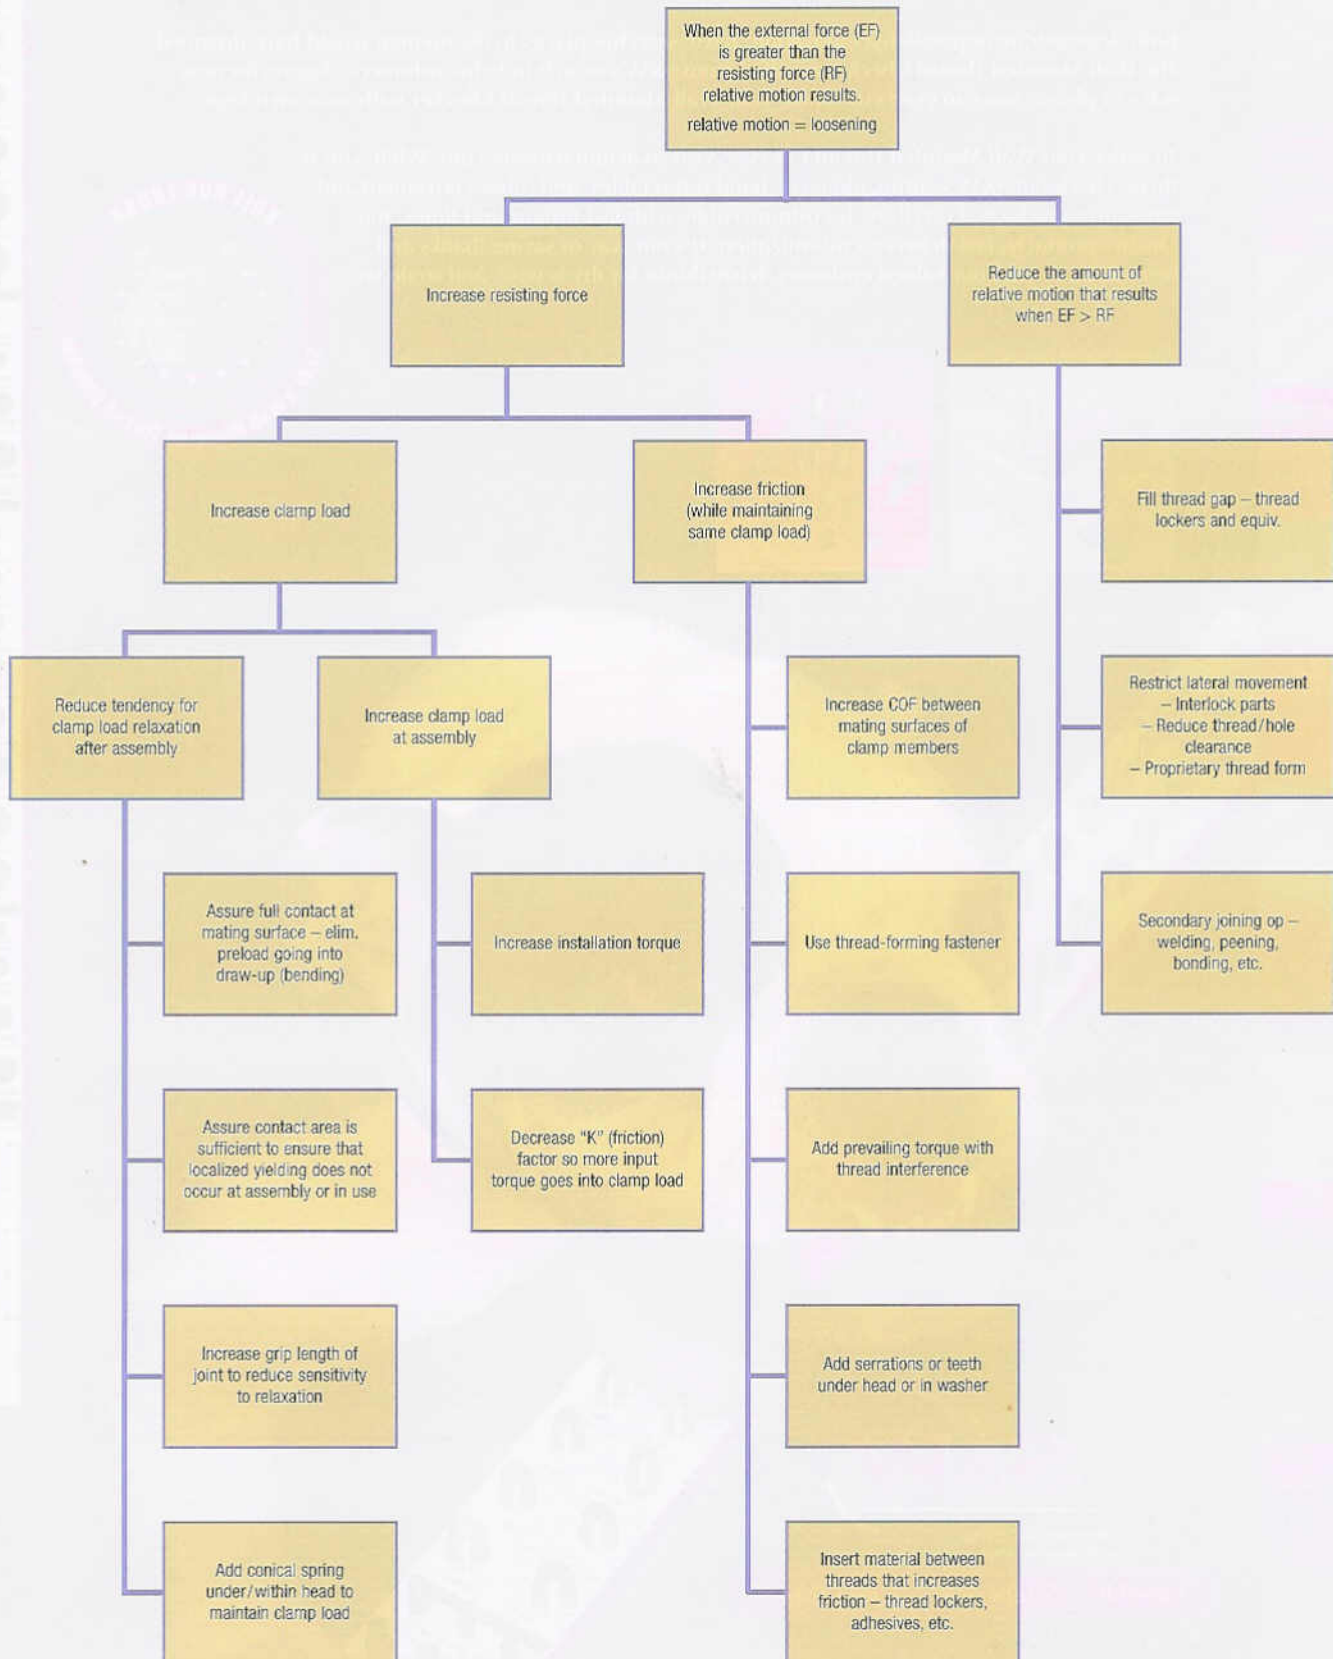 When the external force (EF)
is greater than the
resisting force (RF)
relative motion results.
relative motion = loosening
Increase resisting force
Reduce the amount of
relative motion that results
when EF > RF
Increase clamp load
Increase friction
(while maintaining
same clamp load)
Fill thread gap – thread
lockers and equiv.
Reduce tendency for
clamp load relaxation
after assembly
Increase clamp load
at assembly
Increase COF between
mating surfaces of
clamp members
Restrict lateral movement
– Interlock parts
– Reduce thread/hole
clearance
– Proprietary thread form
Assure full contact at
mating surface – elim.
preload going into
draw-up (bending)
Increase installation torque
Use thread-forming fastener
Secondary joining op –
welding, peening,
bonding, etc.
Assure contact area is
sufficient to ensure that
localized yielding does not
occur at assembly or in use
Decrease "K" (friction)
factor so more input
torque goes into clamp load
Add prevailing torque with
thread interference
Increase grip length of
joint to reduce sensitivity
to relaxation
Add serrations or teeth
under head or in washer
Add conical spring
under/within head to
maintain clamp load
Insert material between
threads that increases
friction – thread lockers,
adhesives, etc.